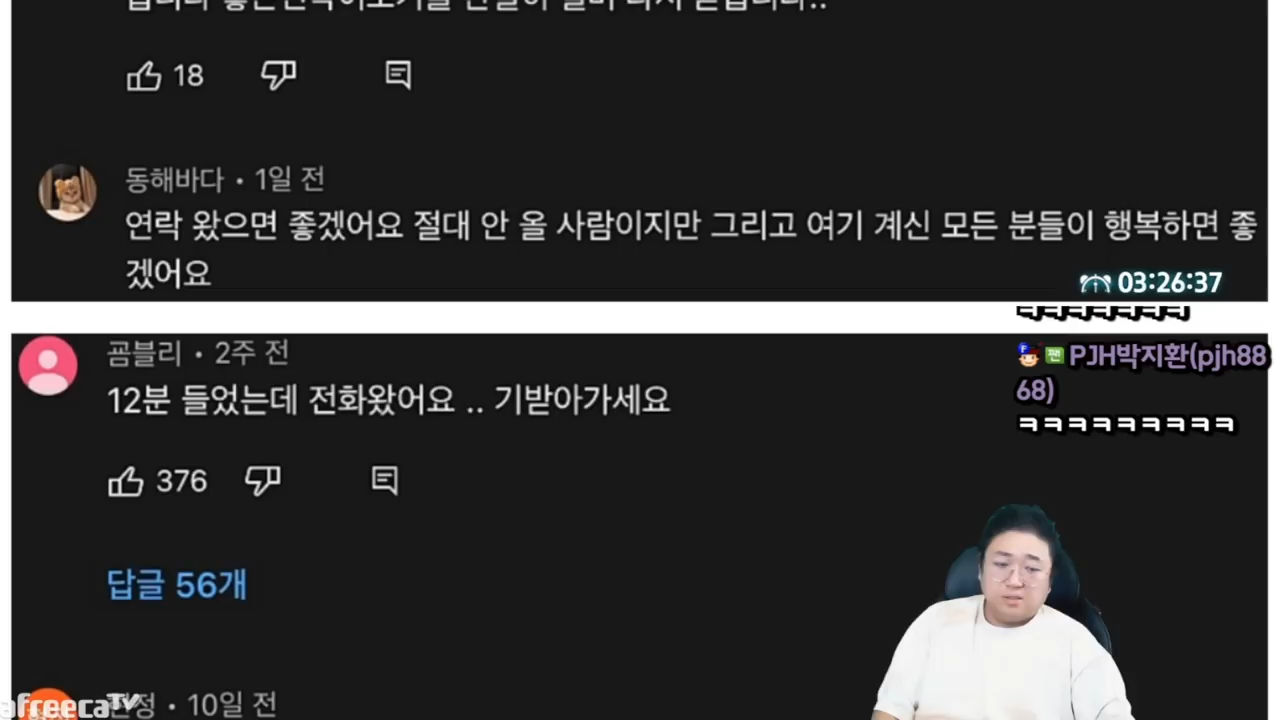 18
동해바다 • 1일 전
연락 왔으면 좋겠어요 절대 안 올 사람이지만 그리고 여기 계신 모든 분들이 행복하면 좋
겠어요
03:26:37
곰블리 • 2주 전
12분 들었는데 전화왔어요 .. 기받아가세요
PJH박지환(pjh88
68)
ㅋㅋㅋㅋㅋㅋㅋㅋㅋ
376
답글 56개
afreecaTV
• 10일 전